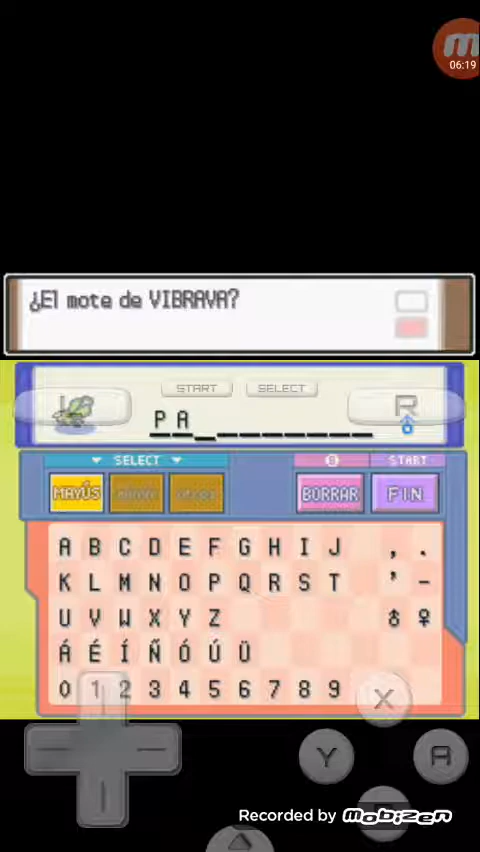 06:19
¿El mote de VIBRAVA?
START SELECT
L R
P A
SELECT START
MAYÚS BORRAR FIN
A B C D E F G H I J , .
K L M N O P Q R S T ' -
U V W X Y Z ♂ ♀
Á É Í Ñ Ó Ú Ü
0 1 2 3 4 5 6 7 8 9
X
Y A
Recorded by mobizen